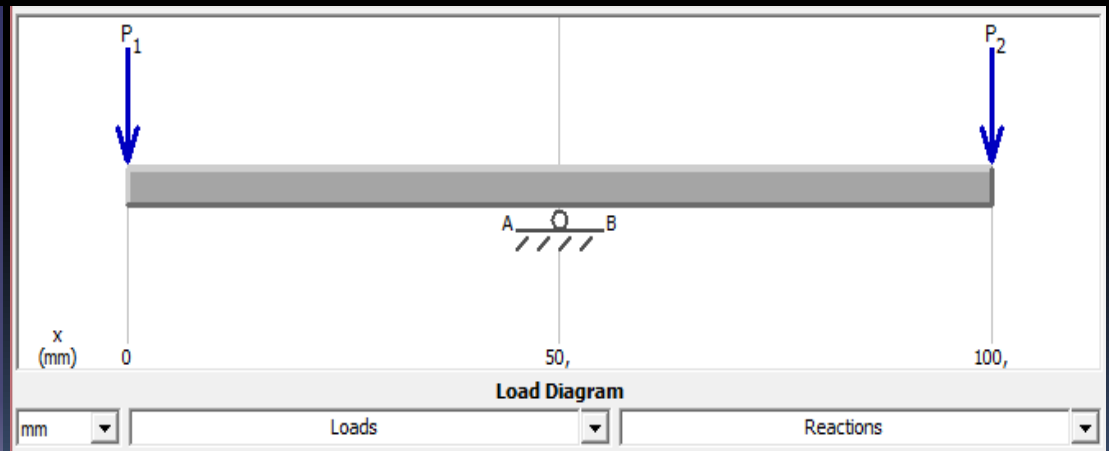 P1 P2
A B
x
(mm) 0 50, 100,
Load Diagram
mm Loads Reactions